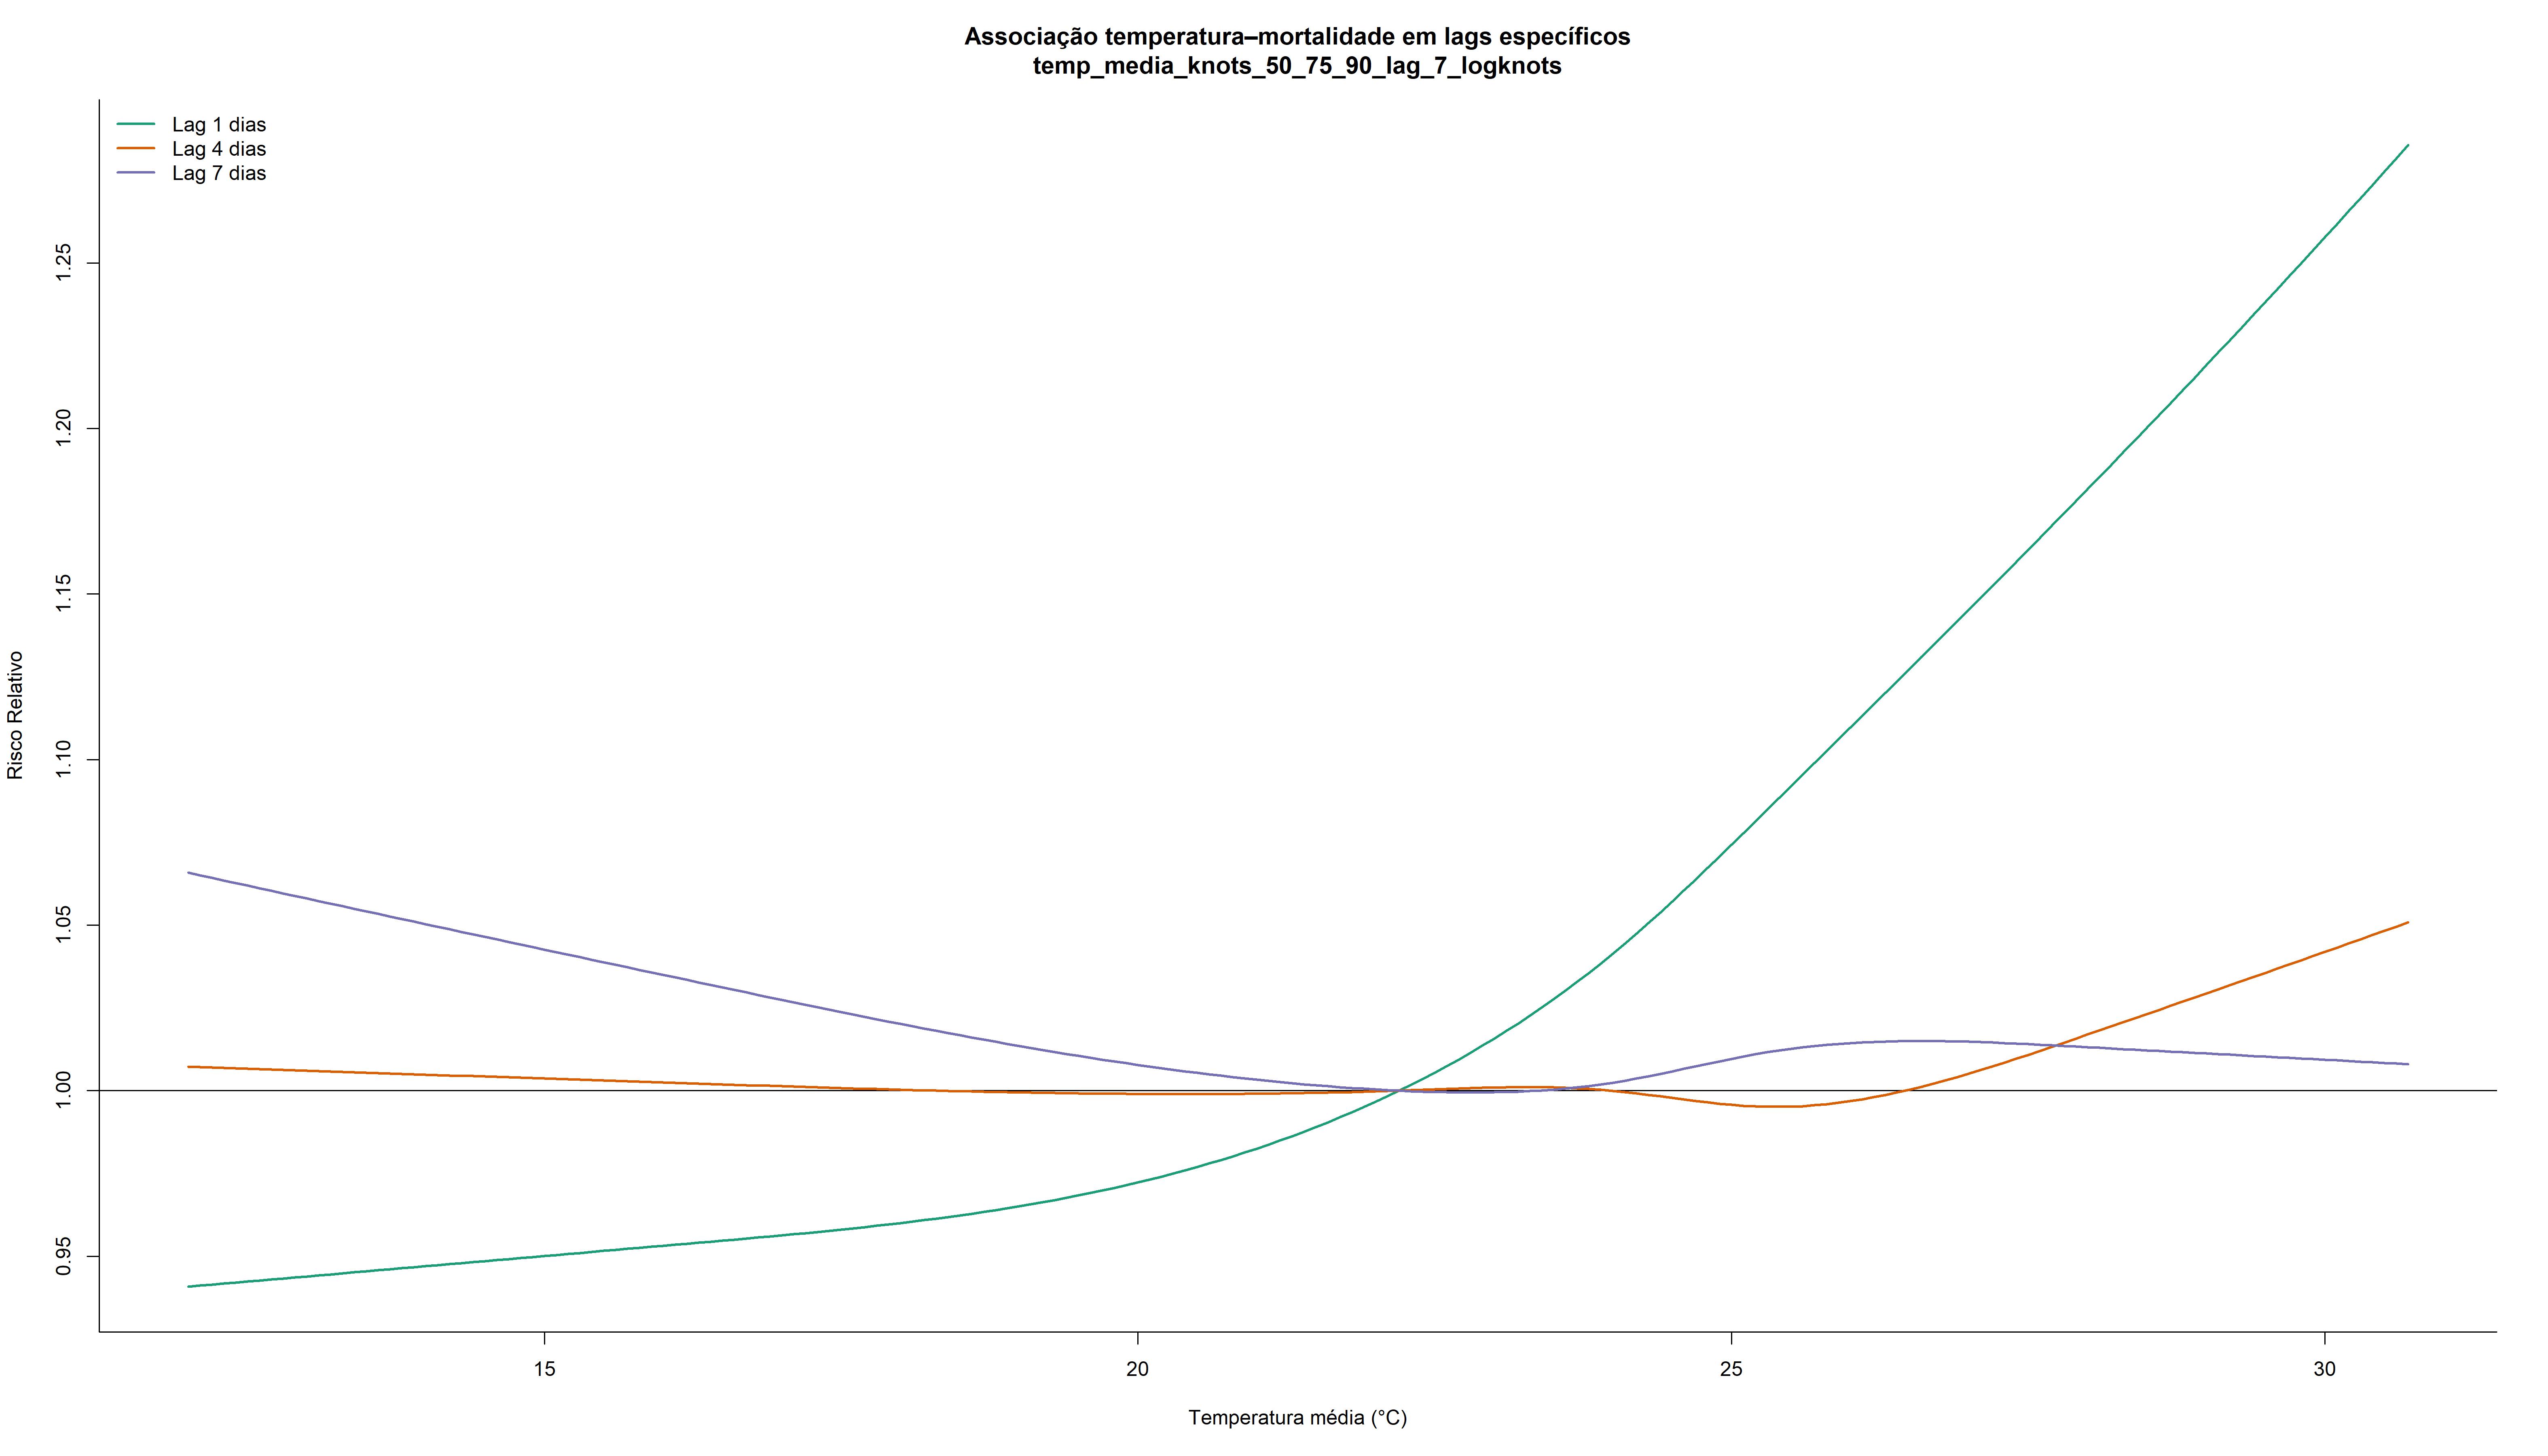 Associação temperatura–mortalidade em lags específicos
temp_media_knots_50_75_90_lag_7_logknots
Lag 1 dias
Lag 4 dias
Lag 7 dias
Risco Relativo
1.25
1.20
1.15
1.10
1.05
1.00
0.95
15
20
25
30
Temperatura média (°C)